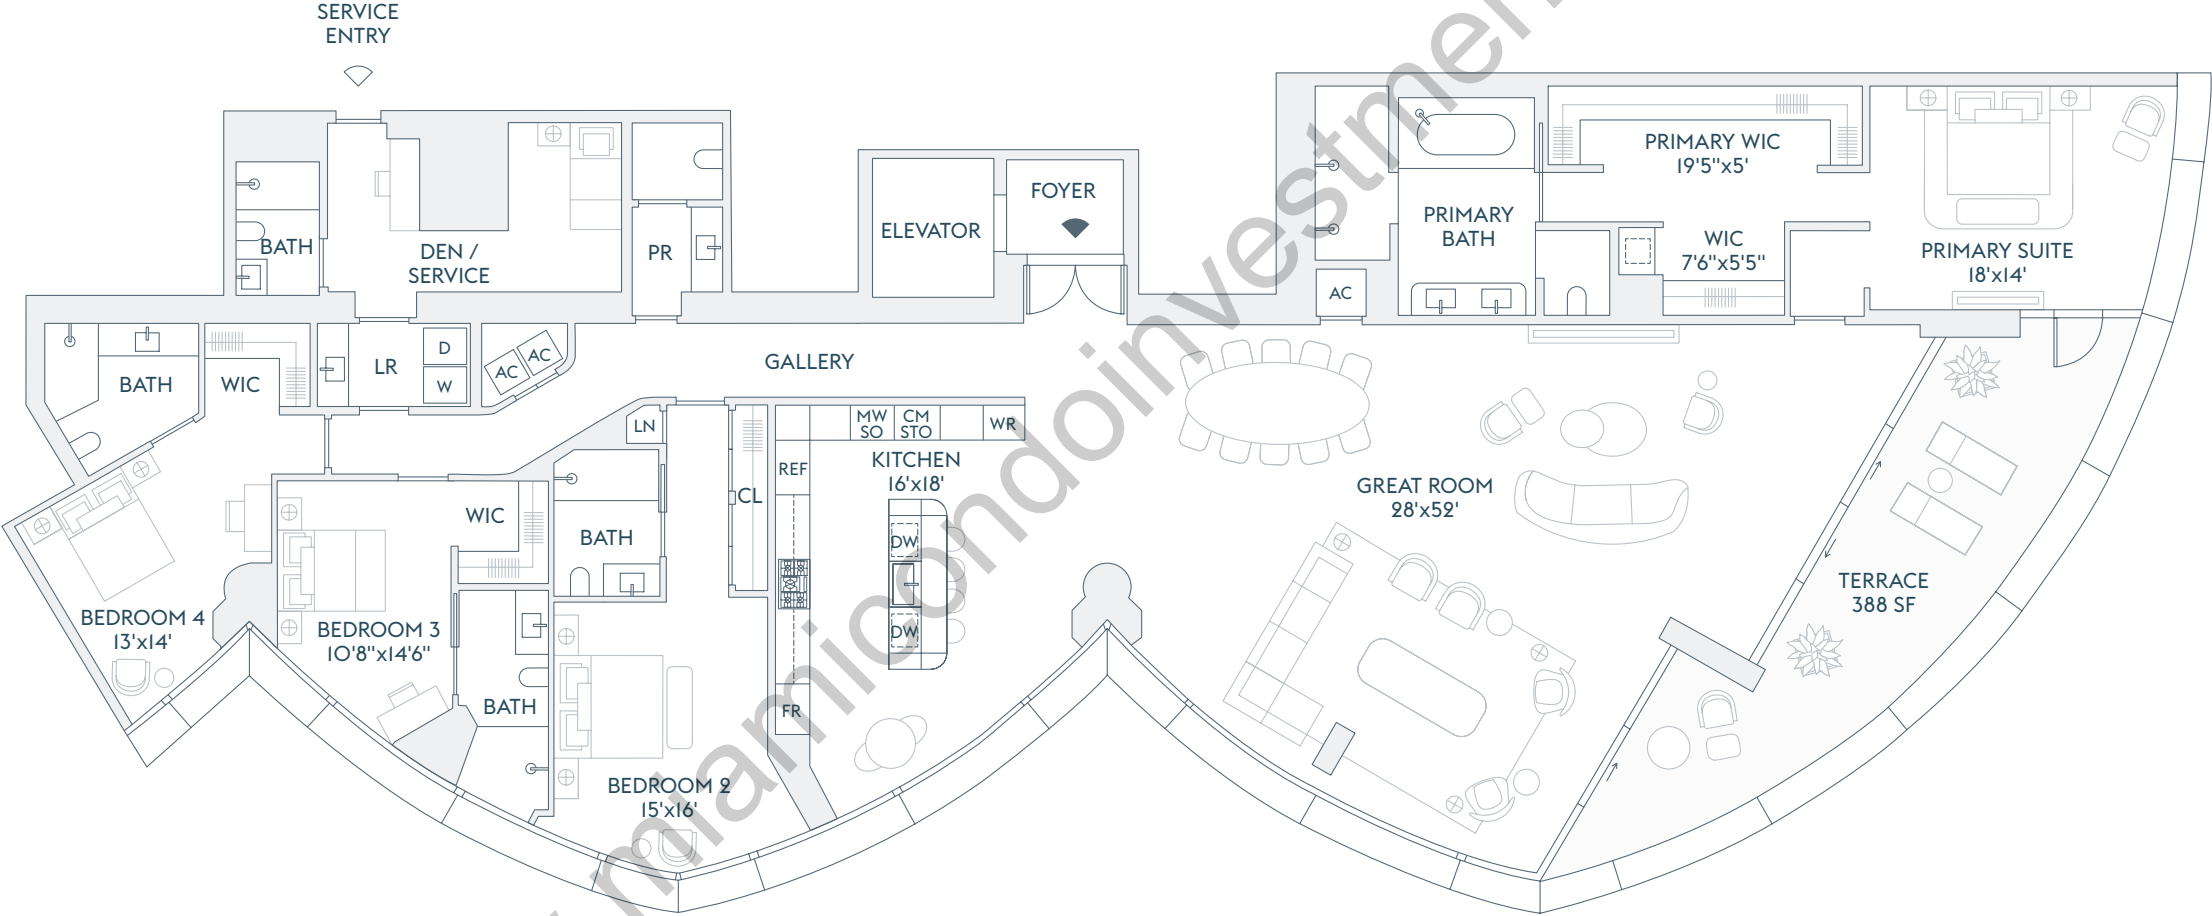 SERVICE
ENTRY
BATH
DEN /
SERVICE
PR
ELEVATOR
FOYER
AC
PRIMARY
BATH
PRIMARY WIC
19'5"x5'
WIC
7'6"x5'5"
PRIMARY SUITE
18'x14'
BATH
WIC
LR
D
W
AC
AC
GALLERY
LN
CL
MW
SO
CM
STO
WR
REF
KITCHEN
16'x18'
DW
DW
FR
GREAT ROOM
28'x52'
TERRACE
388 SF
WIC
BATH
BEDROOM 4
13'x14'
BEDROOM 3
10'8"x14'6"
BATH
BEDROOM 2
15'x16'
miamicondoinvestmen